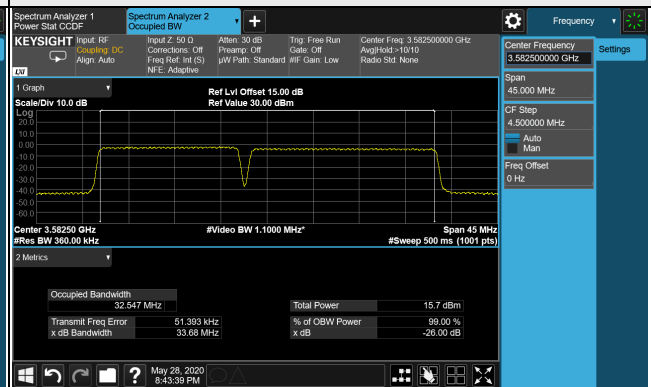 Spectrum Analyzer 1
Power Stat CCDF
Spectrum Analyzer 2
Occupied BW
Frequency
KEYSIGHT
Input: RF
Coupling: DC
Align: Auto
Input Z: 50 Ω
Corrections: Off
Freq Ref: Int (S)
NFE: Adaptive
Atten: 30 dB
Preamp: Off
µW Path: Standard
Trig: Free Run
Gate: Off
#IF Gain: Low
Center Freq: 3.582500000 GHz
Avg|Hold:>10/10
Radio Std: None
LXI
Center Frequency
3.582500000 GHz
Settings
Span
45.000 MHz
CF Step
4.500000 MHz
Auto
Man
Freq Offset
0 Hz
1 Graph
Scale/Div 10.0 dB
Ref Lvl Offset 15.00 dB
Ref Value 30.00 dBm
Log
20.0
10.0
0.00
-10.0
-20.0
-30.0
-40.0
-50.0
-60.0
Center 3.58250 GHz
#Res BW 360.00 kHz
#Video BW 1.1000 MHz*
Span 45 MHz
#Sweep 500 ms (1001 pts)
2 Metrics
Occupied Bandwidth
32.547 MHz
Total Power 15.7 dBm
Transmit Freq Error 51.393 kHz
% of OBW Power 99.00 %
x dB Bandwidth 33.68 MHz
x dB -26.00 dB
May 28, 2020
8:43:39 PM